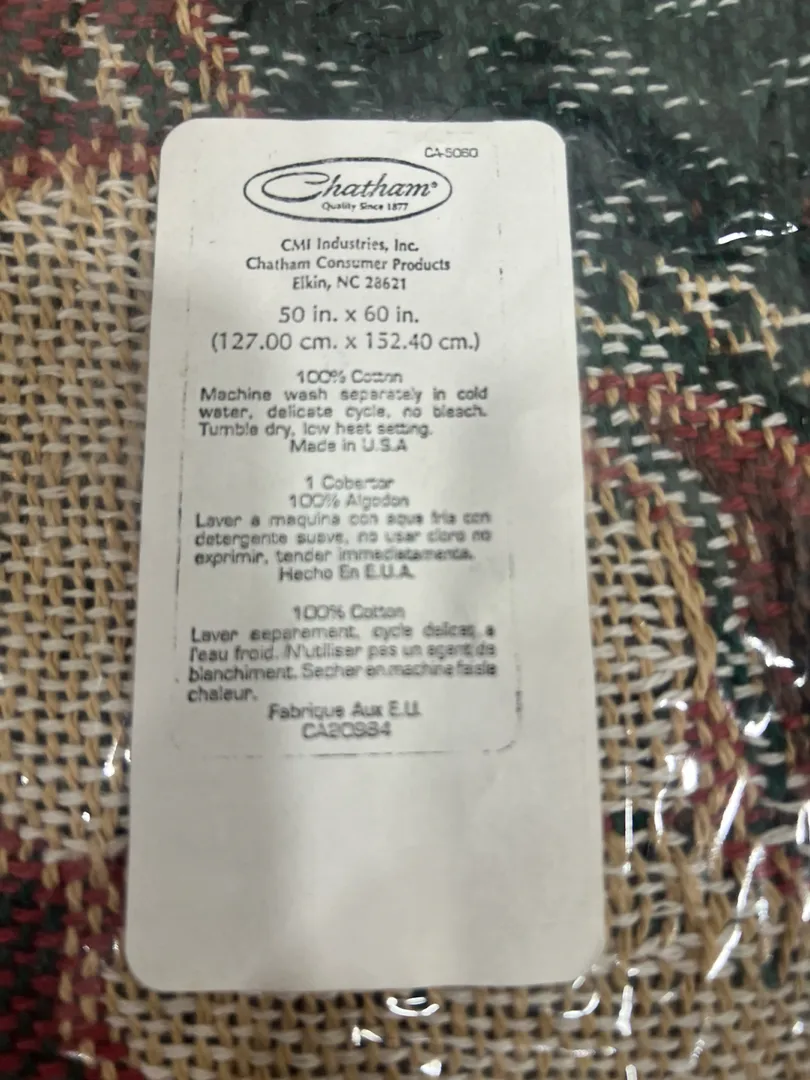 CA-5060
Chatham®
Quality Since 1877
CMI Industries, Inc.
Chatham Consumer Products
Elkin, NC 28621
50 in. x 60 in.
(127.00 cm. x 152.40 cm.)
100% Cotton
Machine wash separately in cold
water, delicate cycle, no bleach.
Tumble dry, low heat setting.
Made in U.S.A
1 Cobertor
100% Algodon
Lavar a maquina con agua fria con
detergente suave, no usar cloro no
exprimir, tender immediatamente.
Hecho En E.U.A.
100% Cotton
Laver separement, cycle delicat, a
l'eau froid. N'utiliser pas un agent de
blanchiment. Secher en machine faible
chaleur.
Fabrique Aux E.U.
CA20984